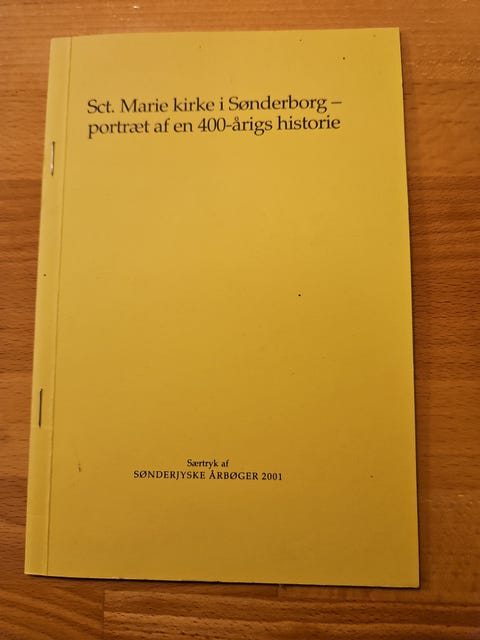 Sct. Marie kirke i Sønderborg –
portræt af en 400-årigs historie
Særtryk af
SØNDERJYSKE ÅRBØGER 2001